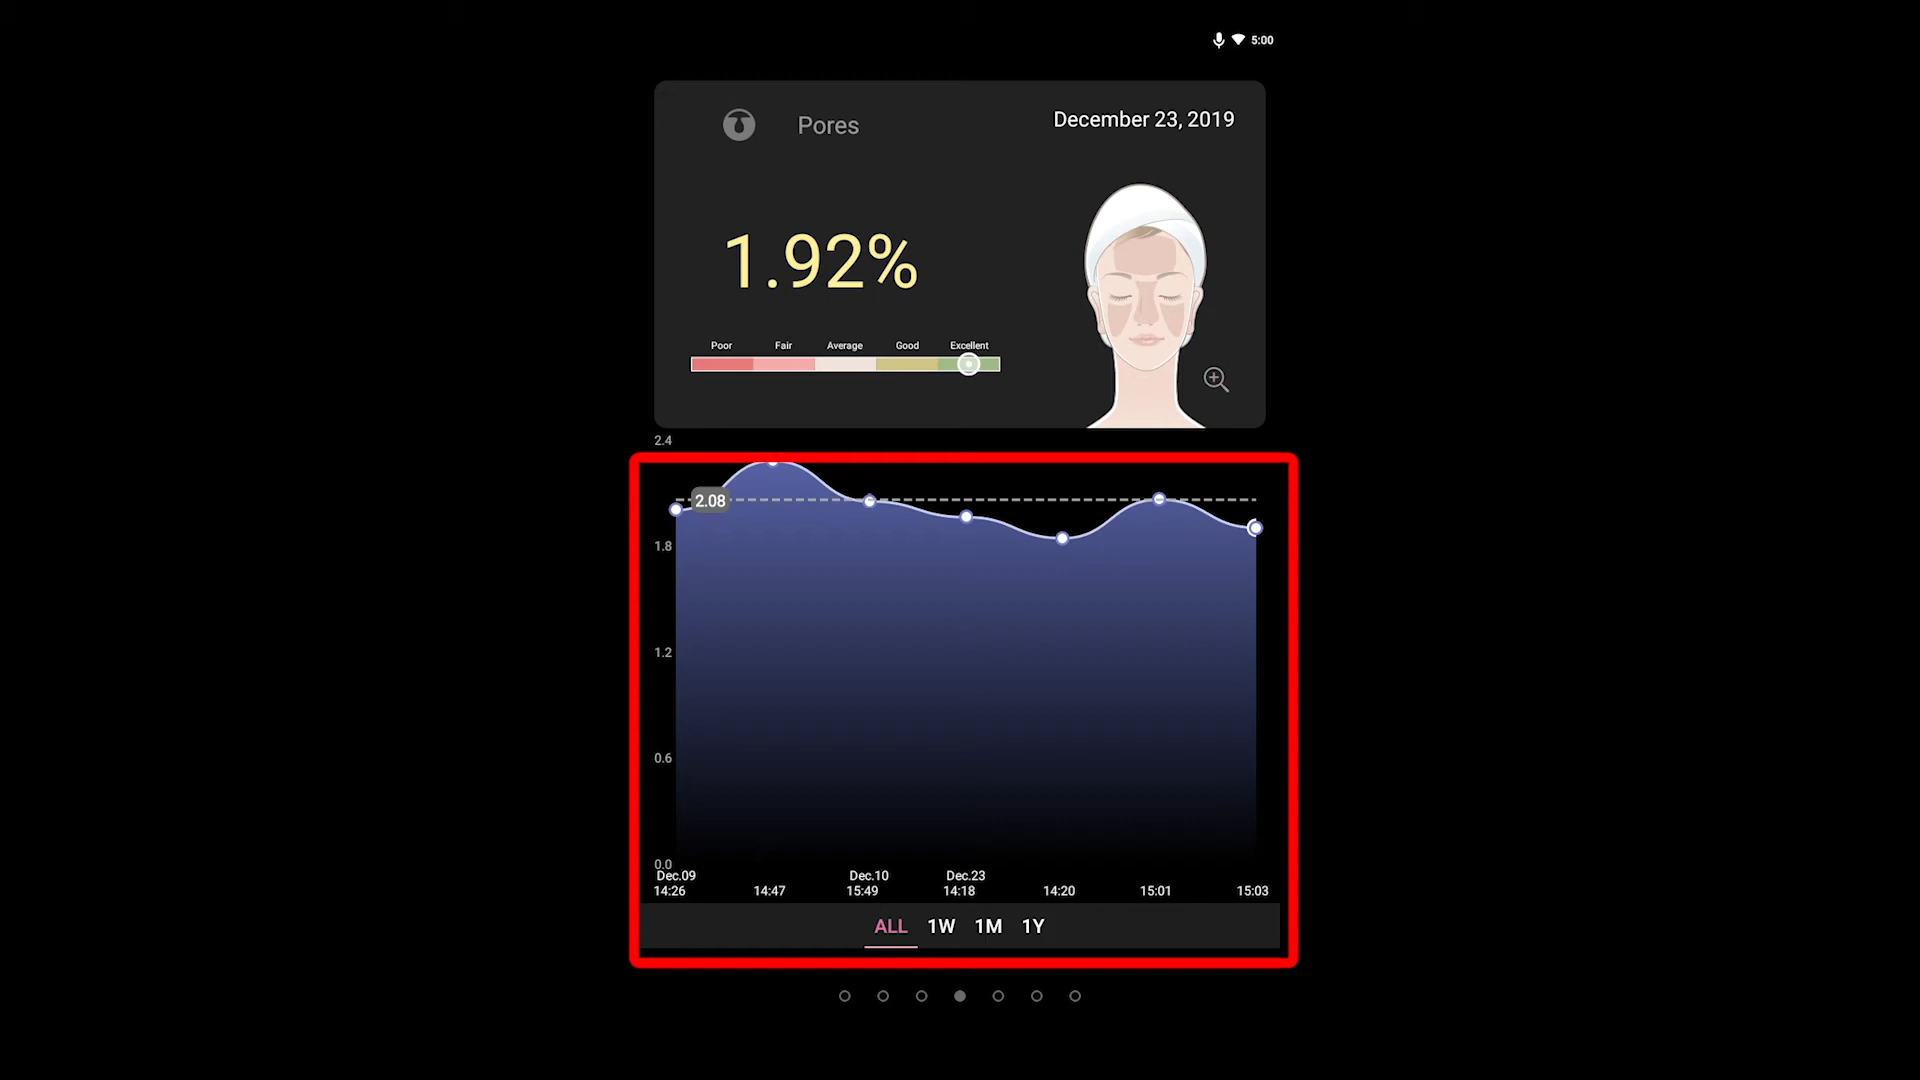 5:00
Pores
December 23, 2019
1.92%
Poor Fair Average Good Excellent
2.4
2.08
1.8
1.2
0.6
0.0
Dec.09 Dec.10 Dec.23
14:26 14:47 15:49 14:18 14:20 15:01 15:03
ALL 1W 1M 1Y